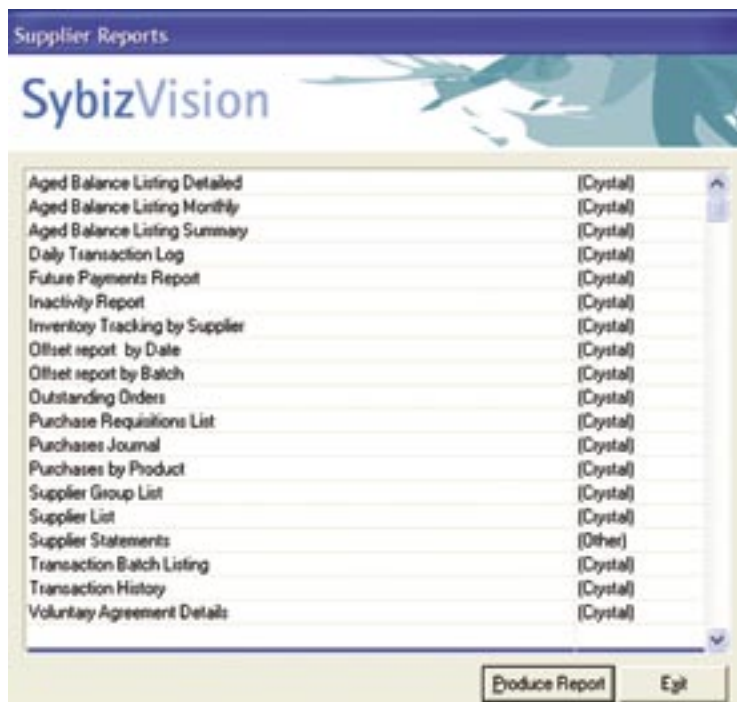 Supplier Reports
SybizVision
Aged Balance Listing Detailed (Crystal)
Aged Balance Listing Monthly (Crystal)
Aged Balance Listing Summary (Crystal)
Daily Transaction Log (Crystal)
Future Payments Report (Crystal)
Inactivity Report (Crystal)
Inventory Tracking by Supplier (Crystal)
Offset report by Date (Crystal)
Offset report by Batch (Crystal)
Outstanding Orders (Crystal)
Purchase Requisitions List (Crystal)
Purchases Journal (Crystal)
Purchases by Product (Crystal)
Supplier Group List (Crystal)
Supplier List (Crystal)
Supplier Statements (Other)
Transaction Batch Listing (Crystal)
Transaction History (Crystal)
Voluntary Agreement Details (Crystal)
Produce Report Exit